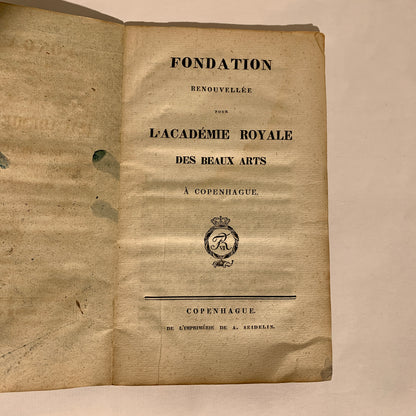 FONDATION
RENOUVELLÉE
POUR
L'ACADÉMIE ROYALE
DES BEAUX ARTS
À COPENHAGUE.
COPENHAGUE.
DE L'IMPRIMERIE DE A. SEIDELIN.